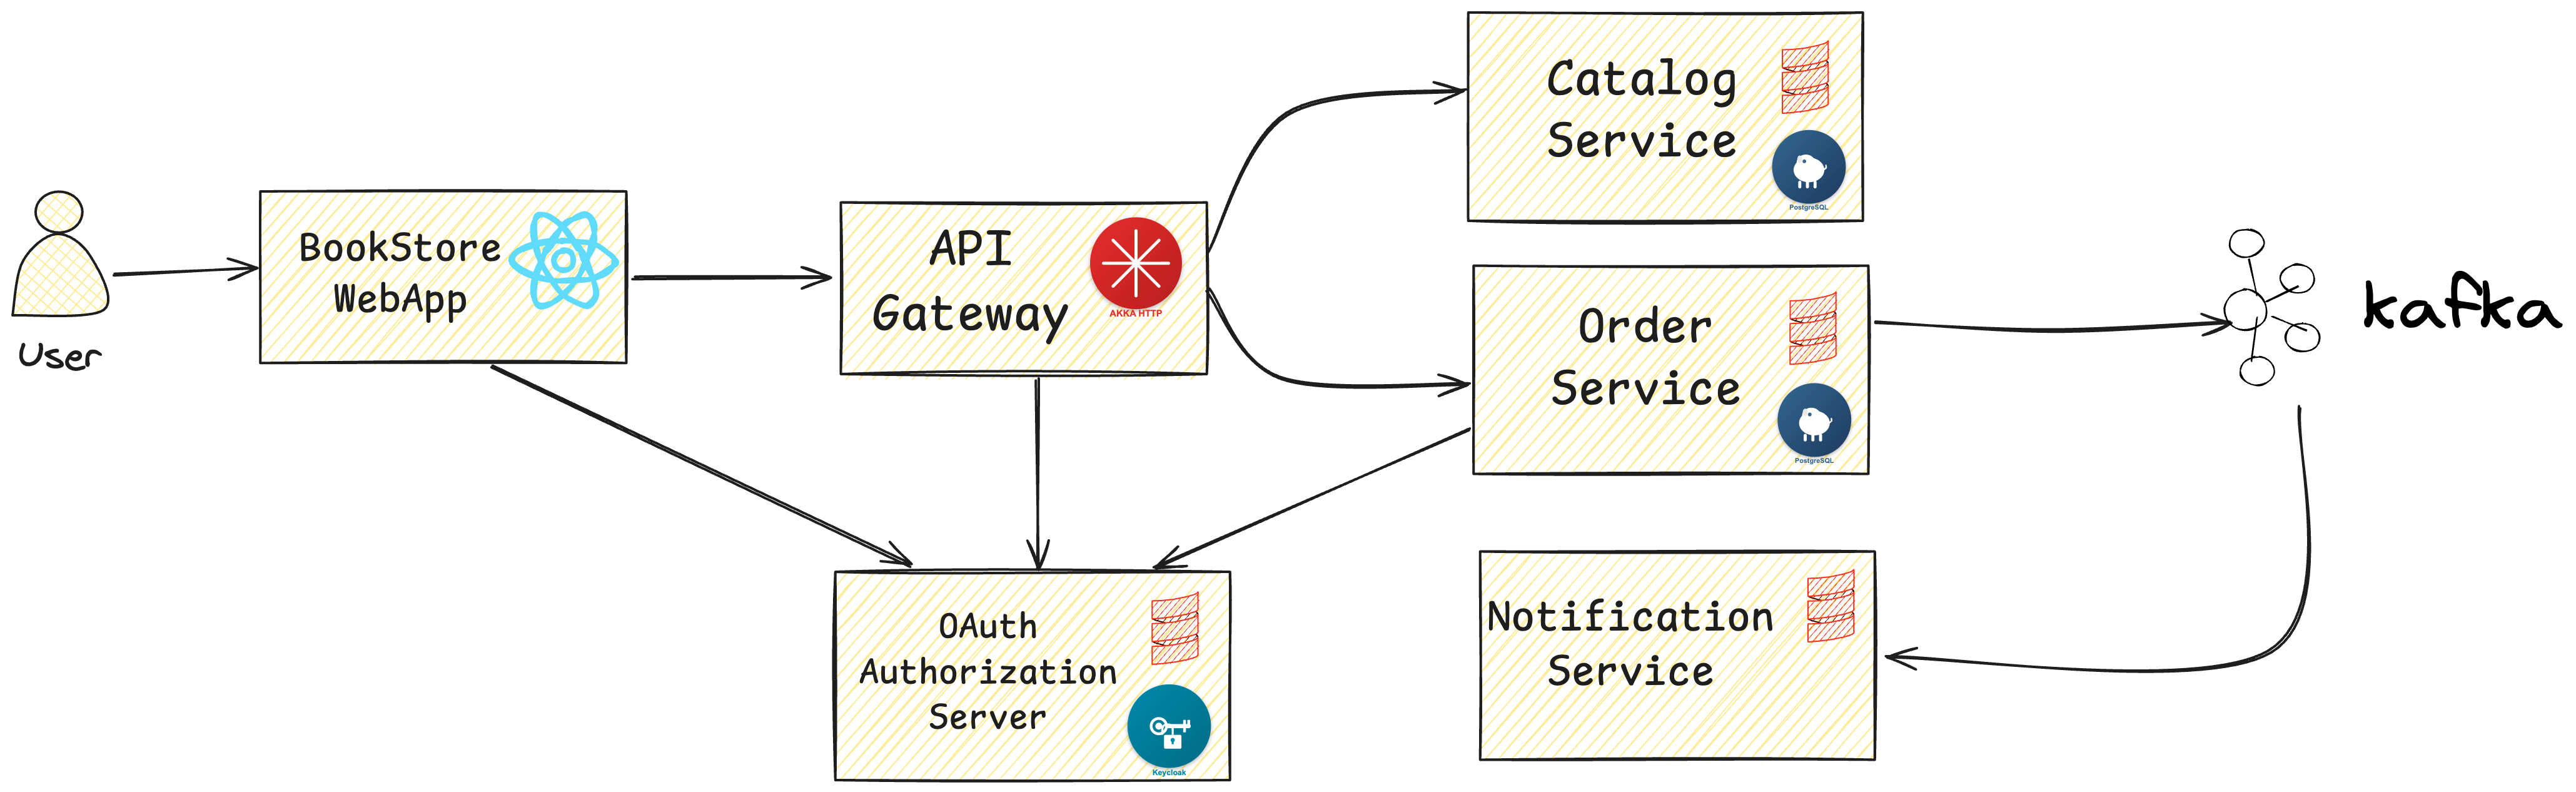 User
BookStore
WebApp
API
Gateway
AKKA HTTP
Catalog
Service
PostgreSQL
Order
Service
PostgreSQL
kafka
OAuth
Authorization
Server
Keycloak
Notification
Service